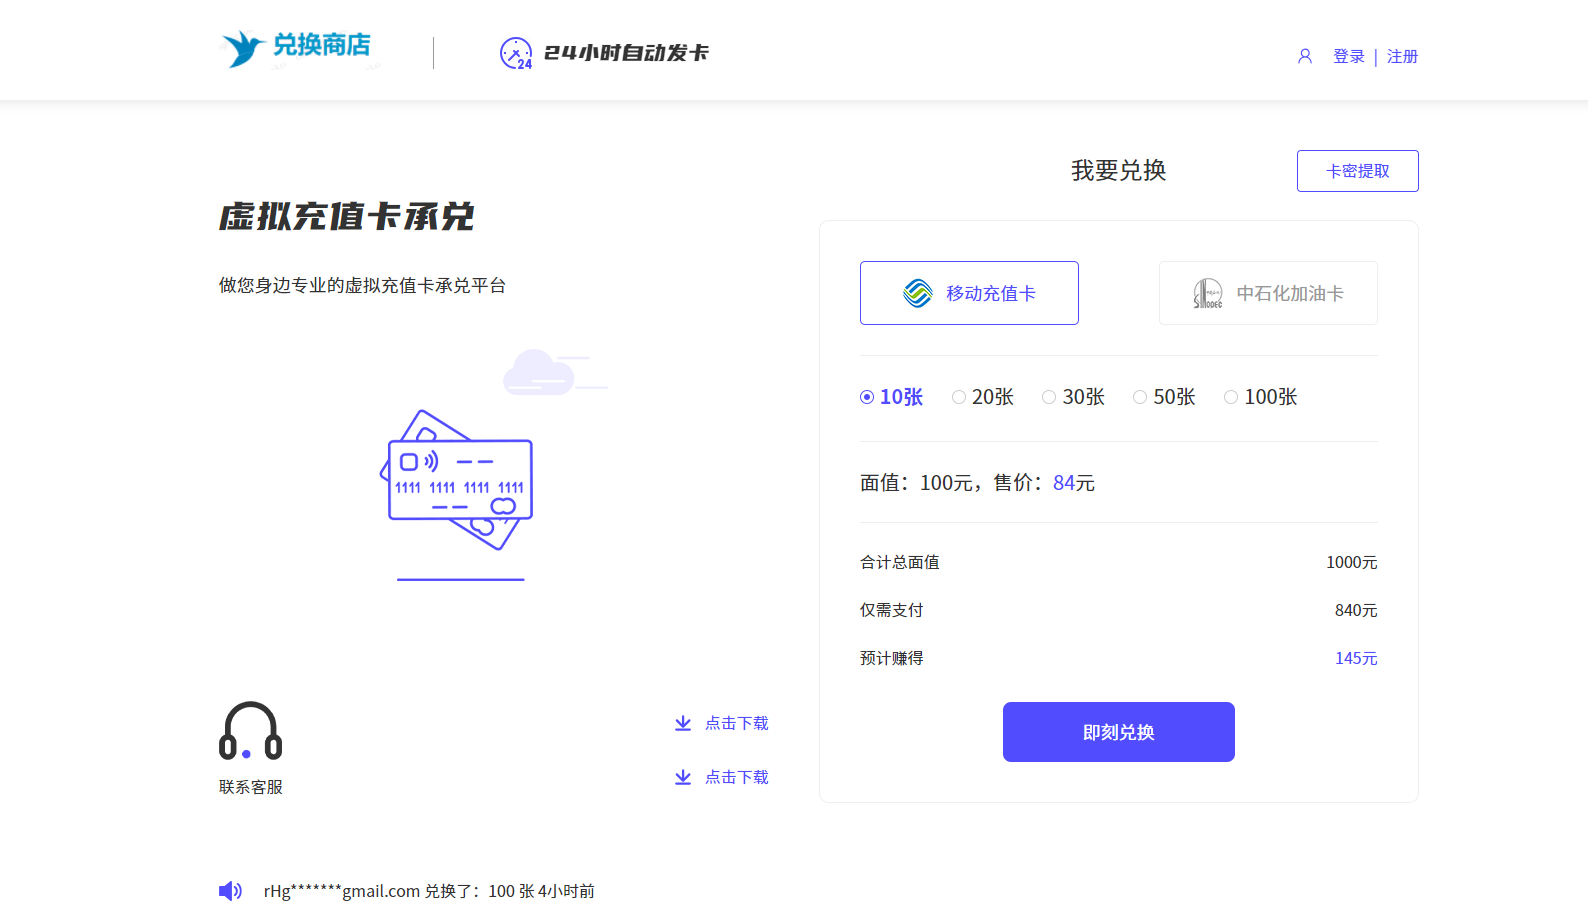 兑换商店
24
24小时自动发卡
登录 | 注册
我要兑换
卡密提取
虚拟充值卡承兑
做您身边专业的虚拟充值卡承兑平台
移动充值卡
中石化加油卡
10张
20张
30张
50张
100张
面值：100元，售价：84元
1111 1111 1111 1111
合计总面值
1000元
仅需支付
840元
预计赚得
145元
即刻兑换
点击下载
点击下载
联系客服
rHg*******gmail.com 兑换了：100 张 4小时前